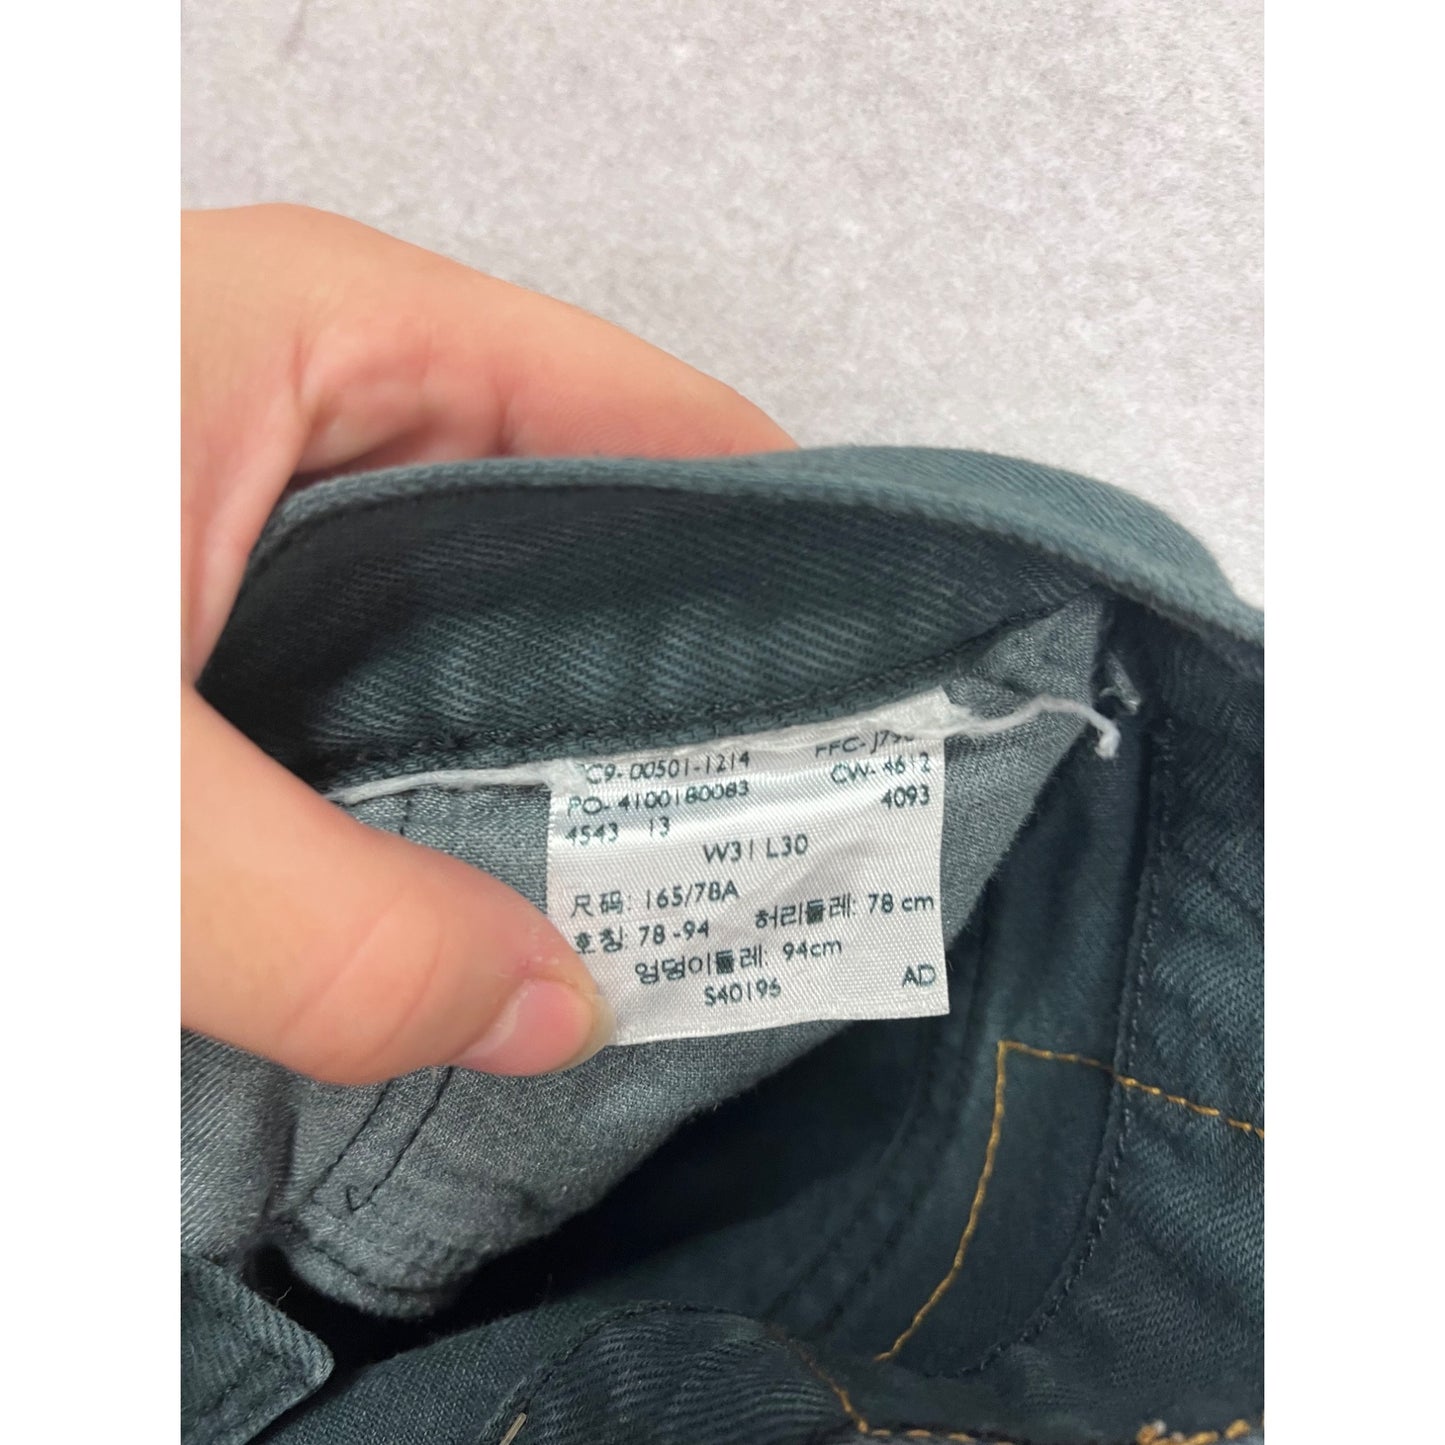 C9- 00501-1214 FFC-
PO- 4100180083 CW- 4612
4543 13 4093
W31 L30
尺码: 165/78A
호칭: 78-94 허리둘레: 78 cm
엉덩이둘레: 94cm
S40196 AD